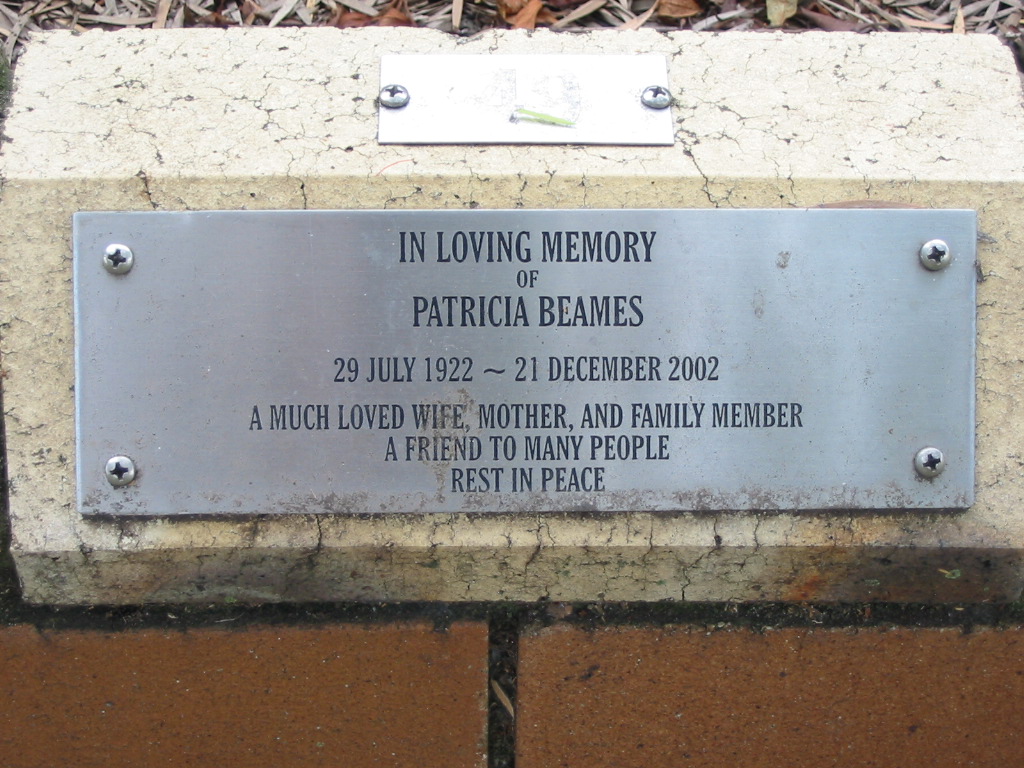 IN LOVING MEMORY
OF
PATRICIA BEAMES
29 JULY 1922 ~ 21 DECEMBER 2002
A MUCH LOVED WIFE, MOTHER, AND FAMILY MEMBER
A FRIEND TO MANY PEOPLE
REST IN PEACE